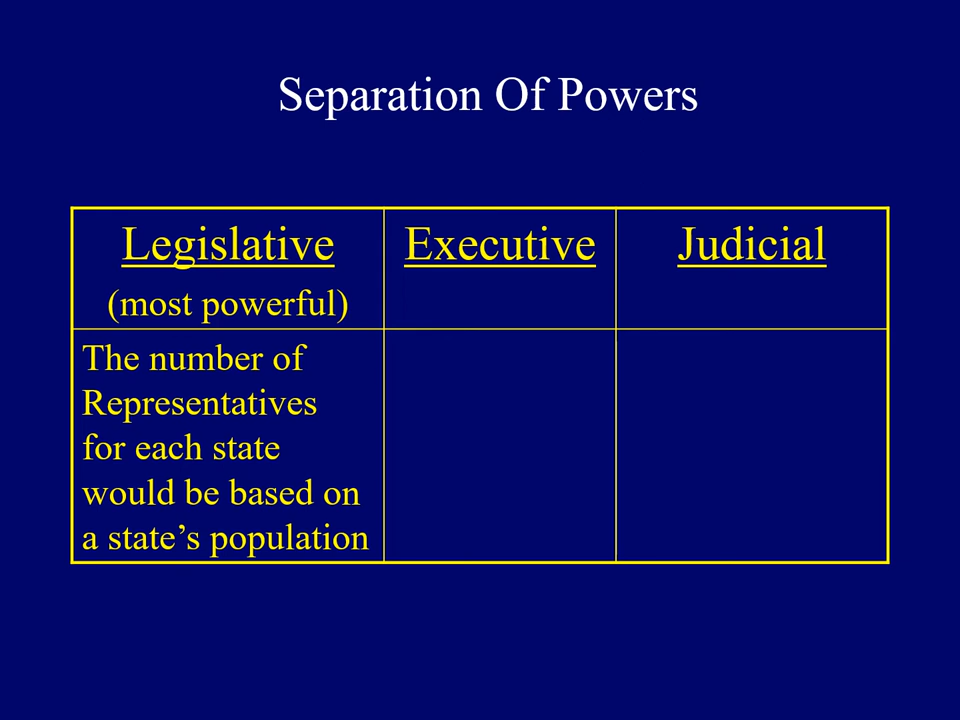 Separation Of Powers
Legislative
(most powerful)
Executive
Judicial
The number of
Representatives
for each state
would be based on
a state’s population